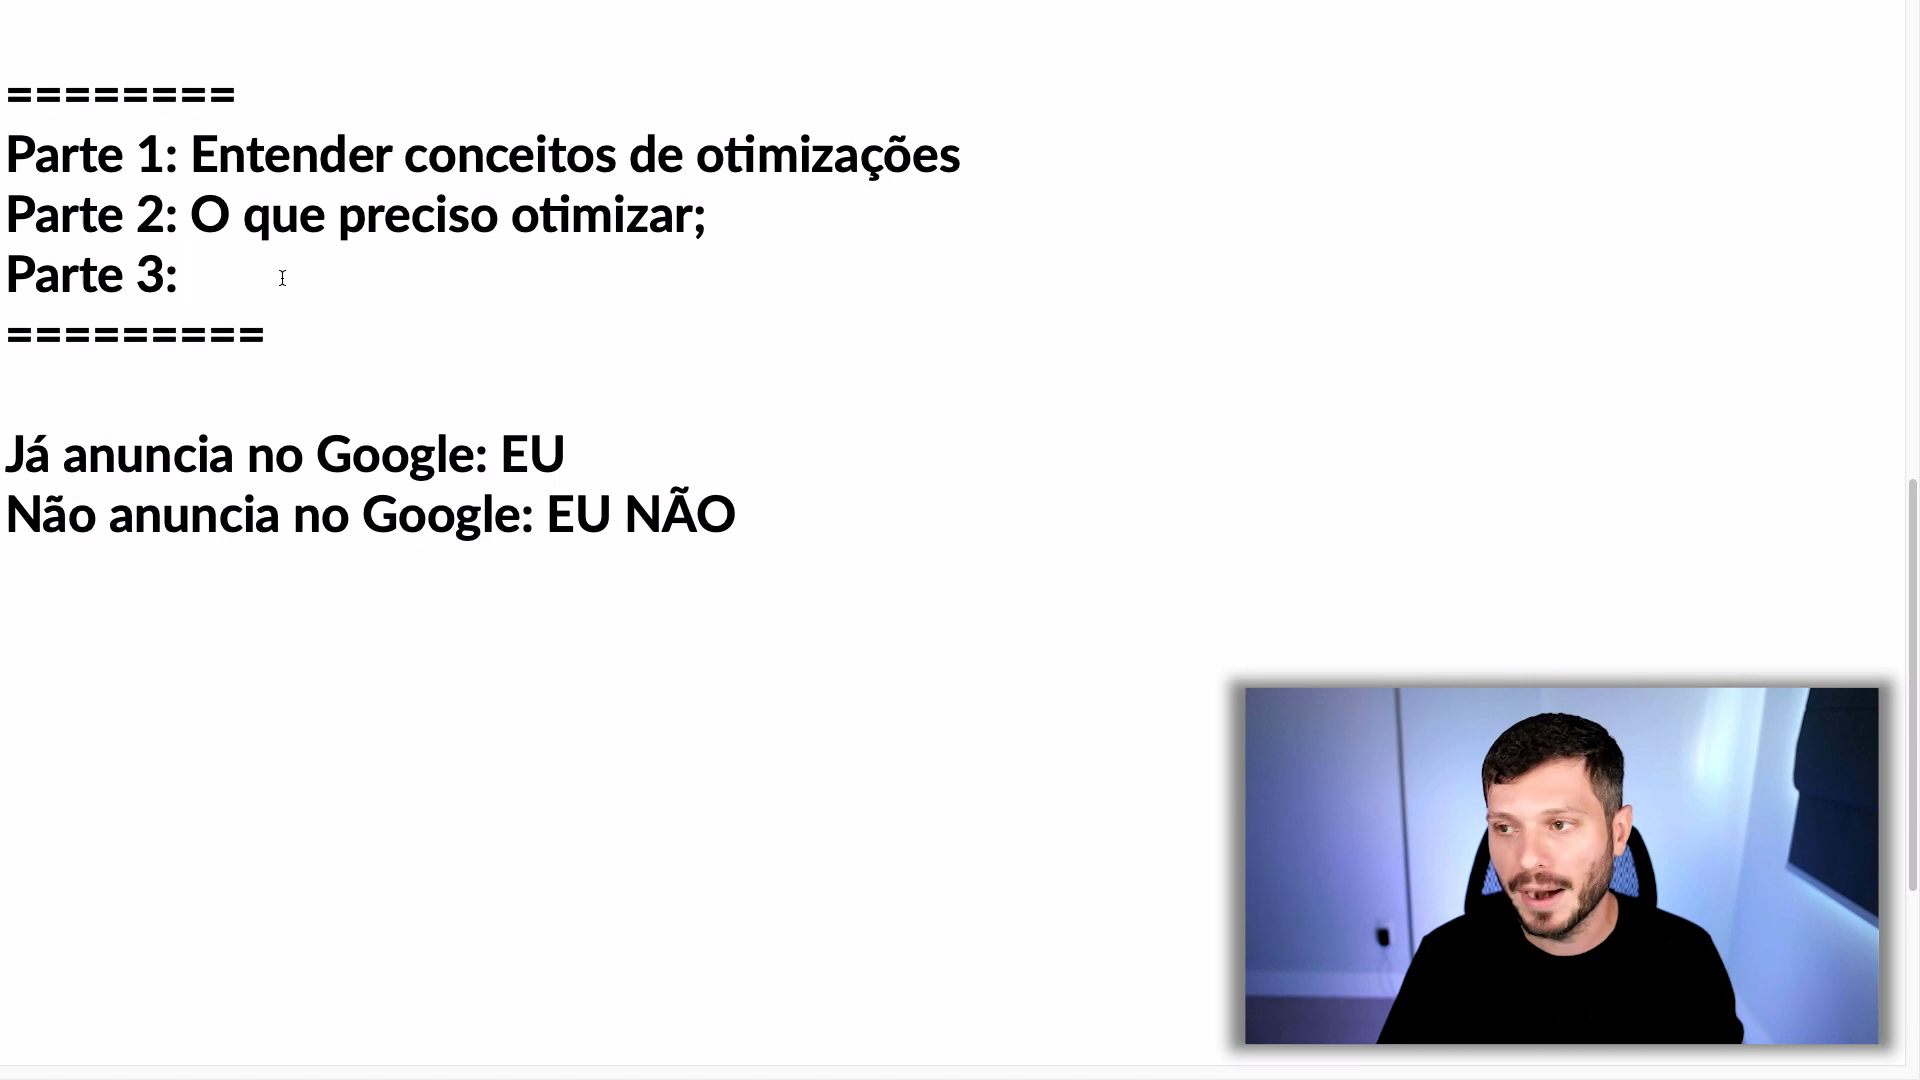 ========
Parte 1: Entender conceitos de otimizações
Parte 2: O que preciso otimizar;
Parte 3:
=========
Já anuncia no Google: EU
Não anuncia no Google: EU NÃO